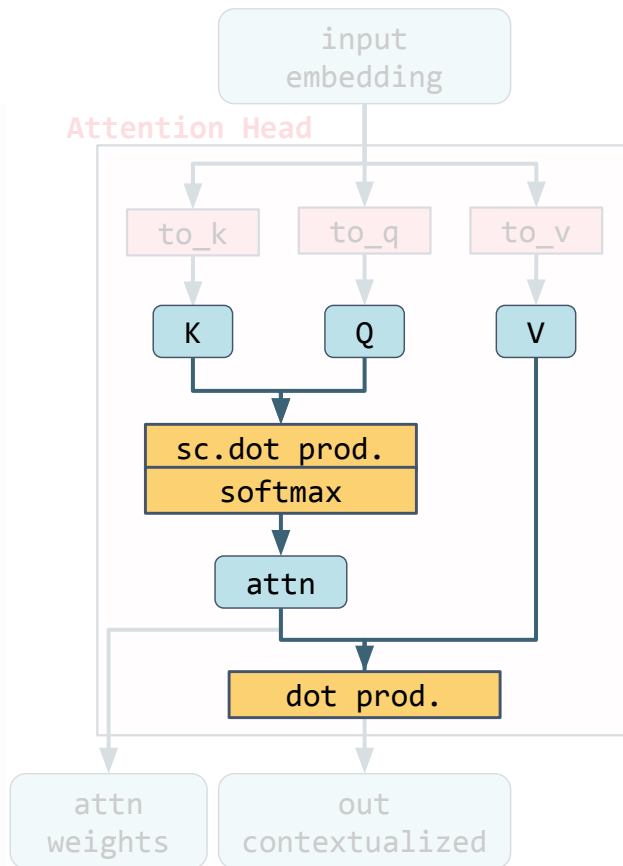 input
embedding
Attention Head
to_k
to_q
to_v
K
Q
V
sc.dot prod.
softmax
attn
dot prod.
attn
weights
out
contextualized